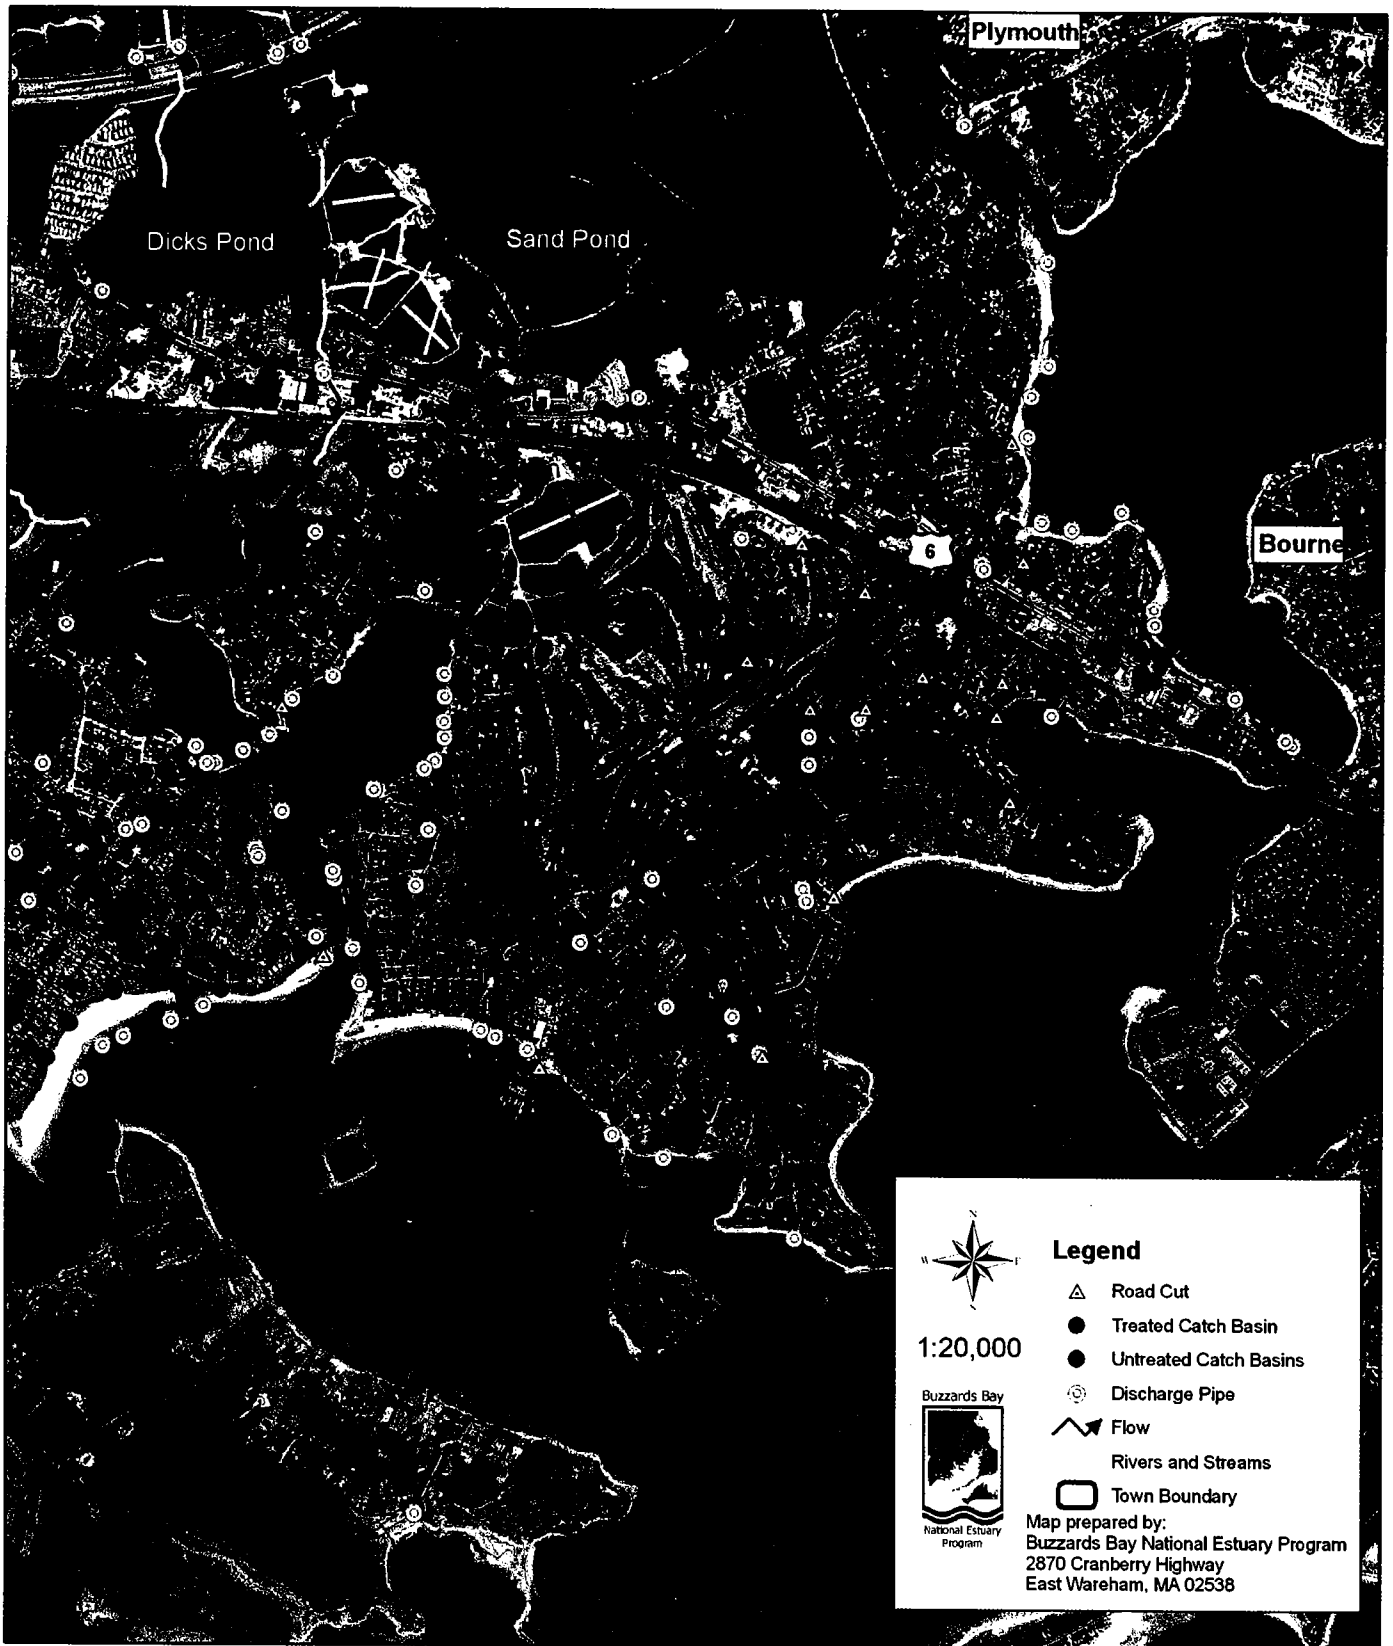 Plymouth
Dicks Pond
Sand Pond
Bourne
6
N
W
E
S
Legend
Road Cut
Treated Catch Basin
Untreated Catch Basins
Discharge Pipe
Flow
Rivers and Streams
Town Boundary
1:20,000
Buzzards Bay
National Estuary
Program
Map prepared by:
Buzzards Bay National Estuary Program
2870 Cranberry Highway
East Wareham, MA 02538